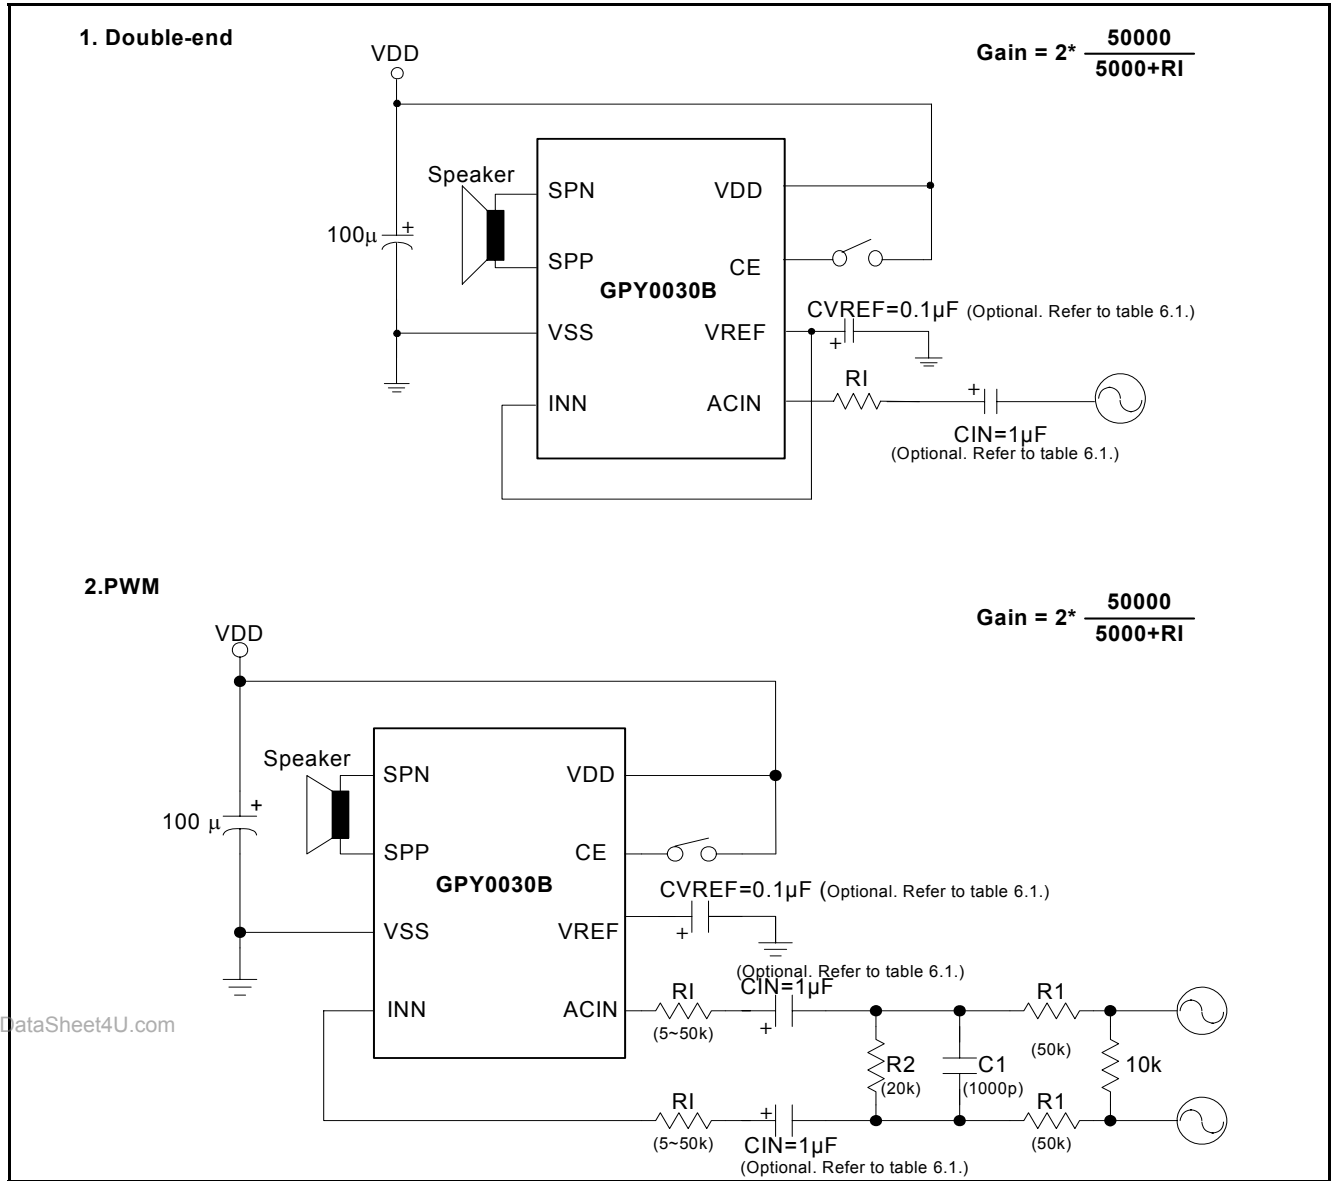 1. Double-end
Gain = 2* 50000
5000+RI
VDD
Speaker
100μ
+
SPN
SPP
VSS
INN
GPY0030B
VDD
CE
VREF
ACIN
CVREF=0.1µF (Optional. Refer to table 6.1.)
+
RI
+
CIN=1µF
(Optional. Refer to table 6.1.)
2.PWM
Gain = 2* 50000
5000+RI
VDD
Speaker
100 μ
+
SPN
SPP
VSS
INN
GPY0030B
VDD
CE
VREF
ACIN
CVREF=0.1µF (Optional. Refer to table 6.1.)
+
(Optional. Refer to table 6.1.)
CIN=1µF
RI
(5~50k)
+
R1
(50k)
R2
(20k)
C1
(1000p)
10k
RI
(5~50k)
+
CIN=1µF
(Optional. Refer to table 6.1.)
R1
(50k)
DataSheet4U.com